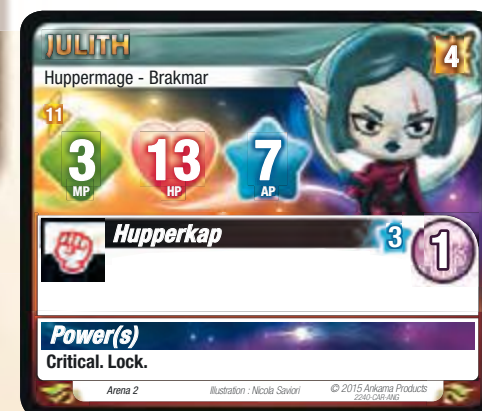 JULITH
4
Huppermage - Brakmar
11
3
MP
13
HP
7
AP
Hupperkap
3
1
Power(s)
Critical. Lock.
Arena 2
Illustration : Nicola Saviori
© 2015 Ankama Products
2240-CAR-ANG